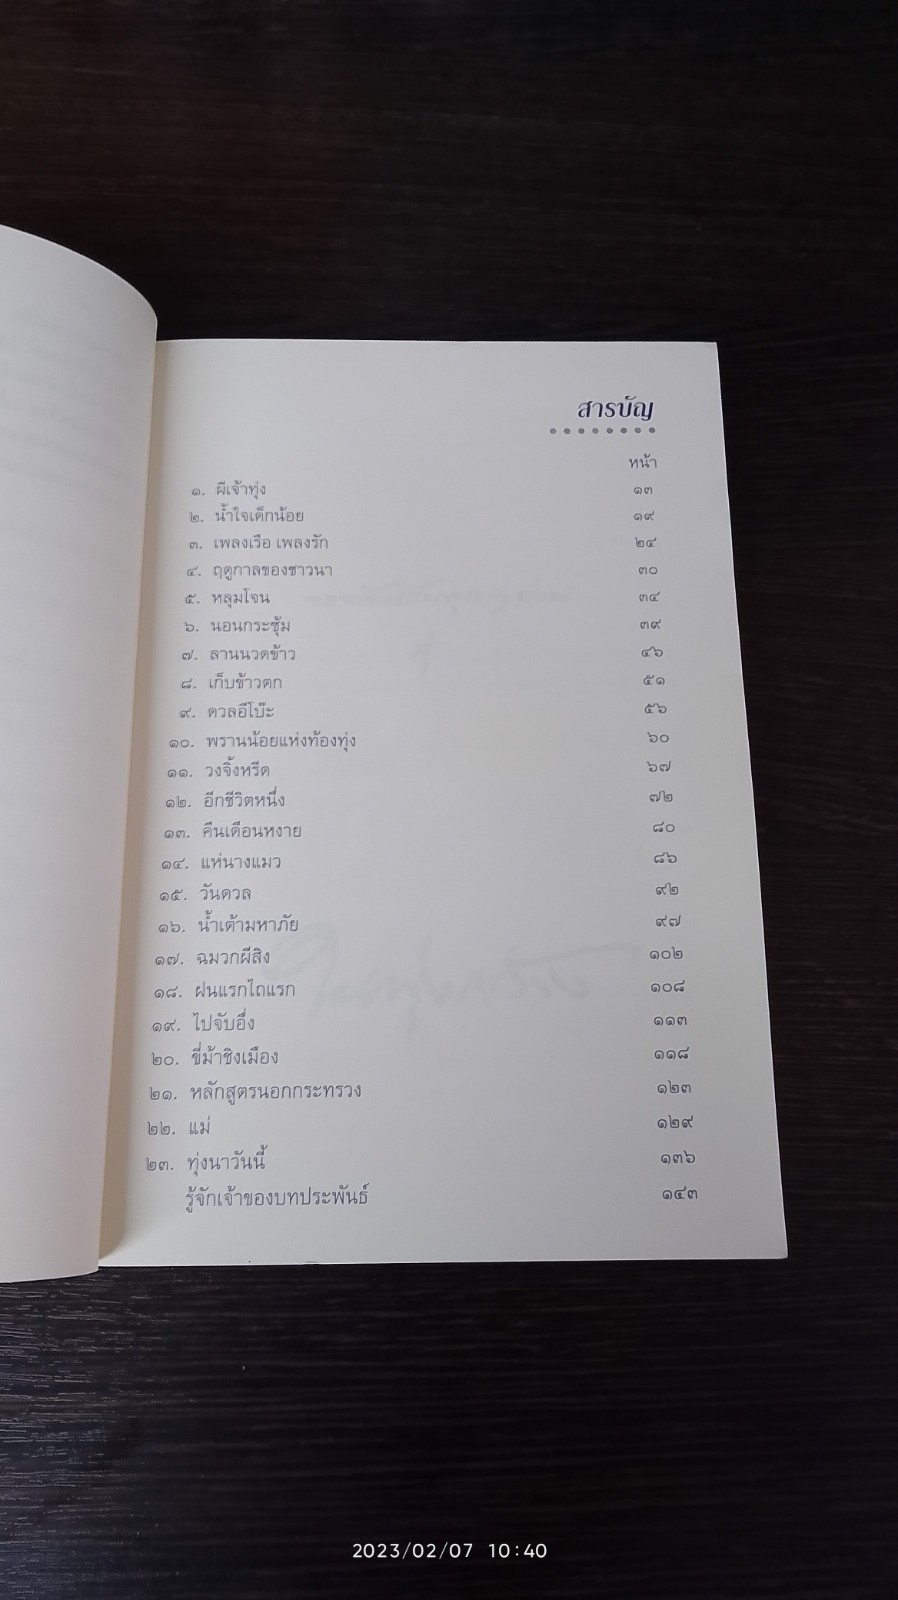 สารบัญ
หน้า
๑. ผีเจ้าทุ่ง ๑๓
๒. น้ำใจเด็กน้อย ๑๙
๓. เพลงเรือ เพลงรัก ๒๔
๔. ฤดูกาลของชาวนา ๓๐
๕. หลุมโจน ๓๔
๖. นอนกระซุ้ม ๓๙
๗. ลานนวดข้าว ๔๖
๘. เก็บข้าวตก ๕๑
๙. ดวลอีโบ๊ะ ๕๖
๑๐. พรานน้อยแห่งท้องทุ่ง ๖๐
๑๑. วงจิ้งหรีด ๖๗
๑๒. อีกชีวิตหนึ่ง ๗๒
๑๓. คืนเดือนหงาย ๘๐
๑๔. แห่นางแมว ๘๖
๑๕. วันดวล ๙๒
๑๖. น้ำเต้ามหาภัย ๙๗
๑๗. ฉมวกผีสิง ๑๐๒
๑๘. ฝนแรกไถแรก ๑๐๘
๑๙. ไปจับอึ่ง ๑๑๓
๒๐. ขี่ม้าชิงเมือง ๑๑๘
๒๑. หลักสูตรนอกกระทรวง ๑๒๓
๒๒. แม่ ๑๒๙
๒๓. ทุ่งนาวันนี้ ๑๓๖
รู้จักเจ้าของบทประพันธ์ ๑๔๓
2023/02/07 10:40